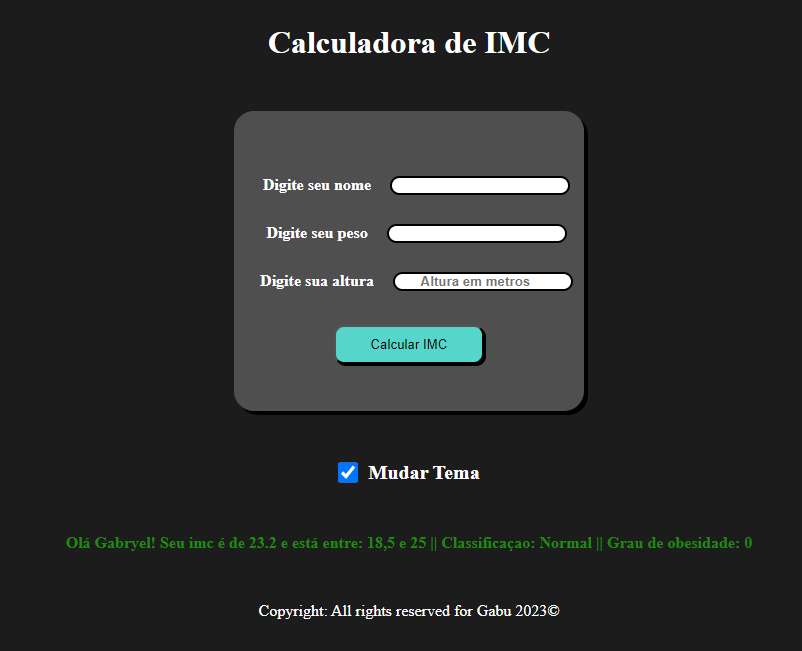 Calculadora de IMC
Digite seu nome
Digite seu peso
Digite sua altura Altura em metros
Calcular IMC
Mudar Tema
Olá Gabryel! Seu imc é de 23.2 e está entre: 18,5 e 25 || Classificaçao: Normal || Grau de obesidade: 0
Copyright: All rights reserved for Gabu 2023©